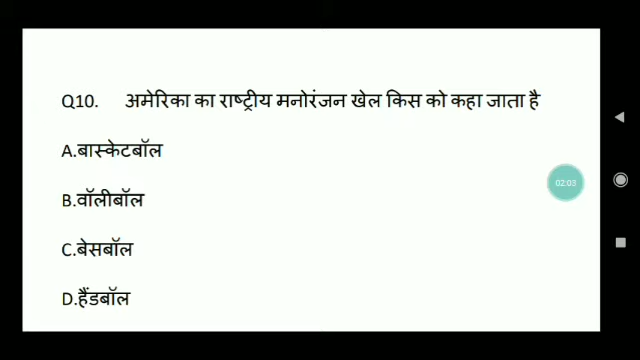 Q10. अमेरिका का राष्ट्रीय मनोरंजन खेल किस को कहा जाता है
A.बास्केटबॉल
B.वॉलीबॉल
02:03
C.बेसबॉल
D.हैंडबॉल